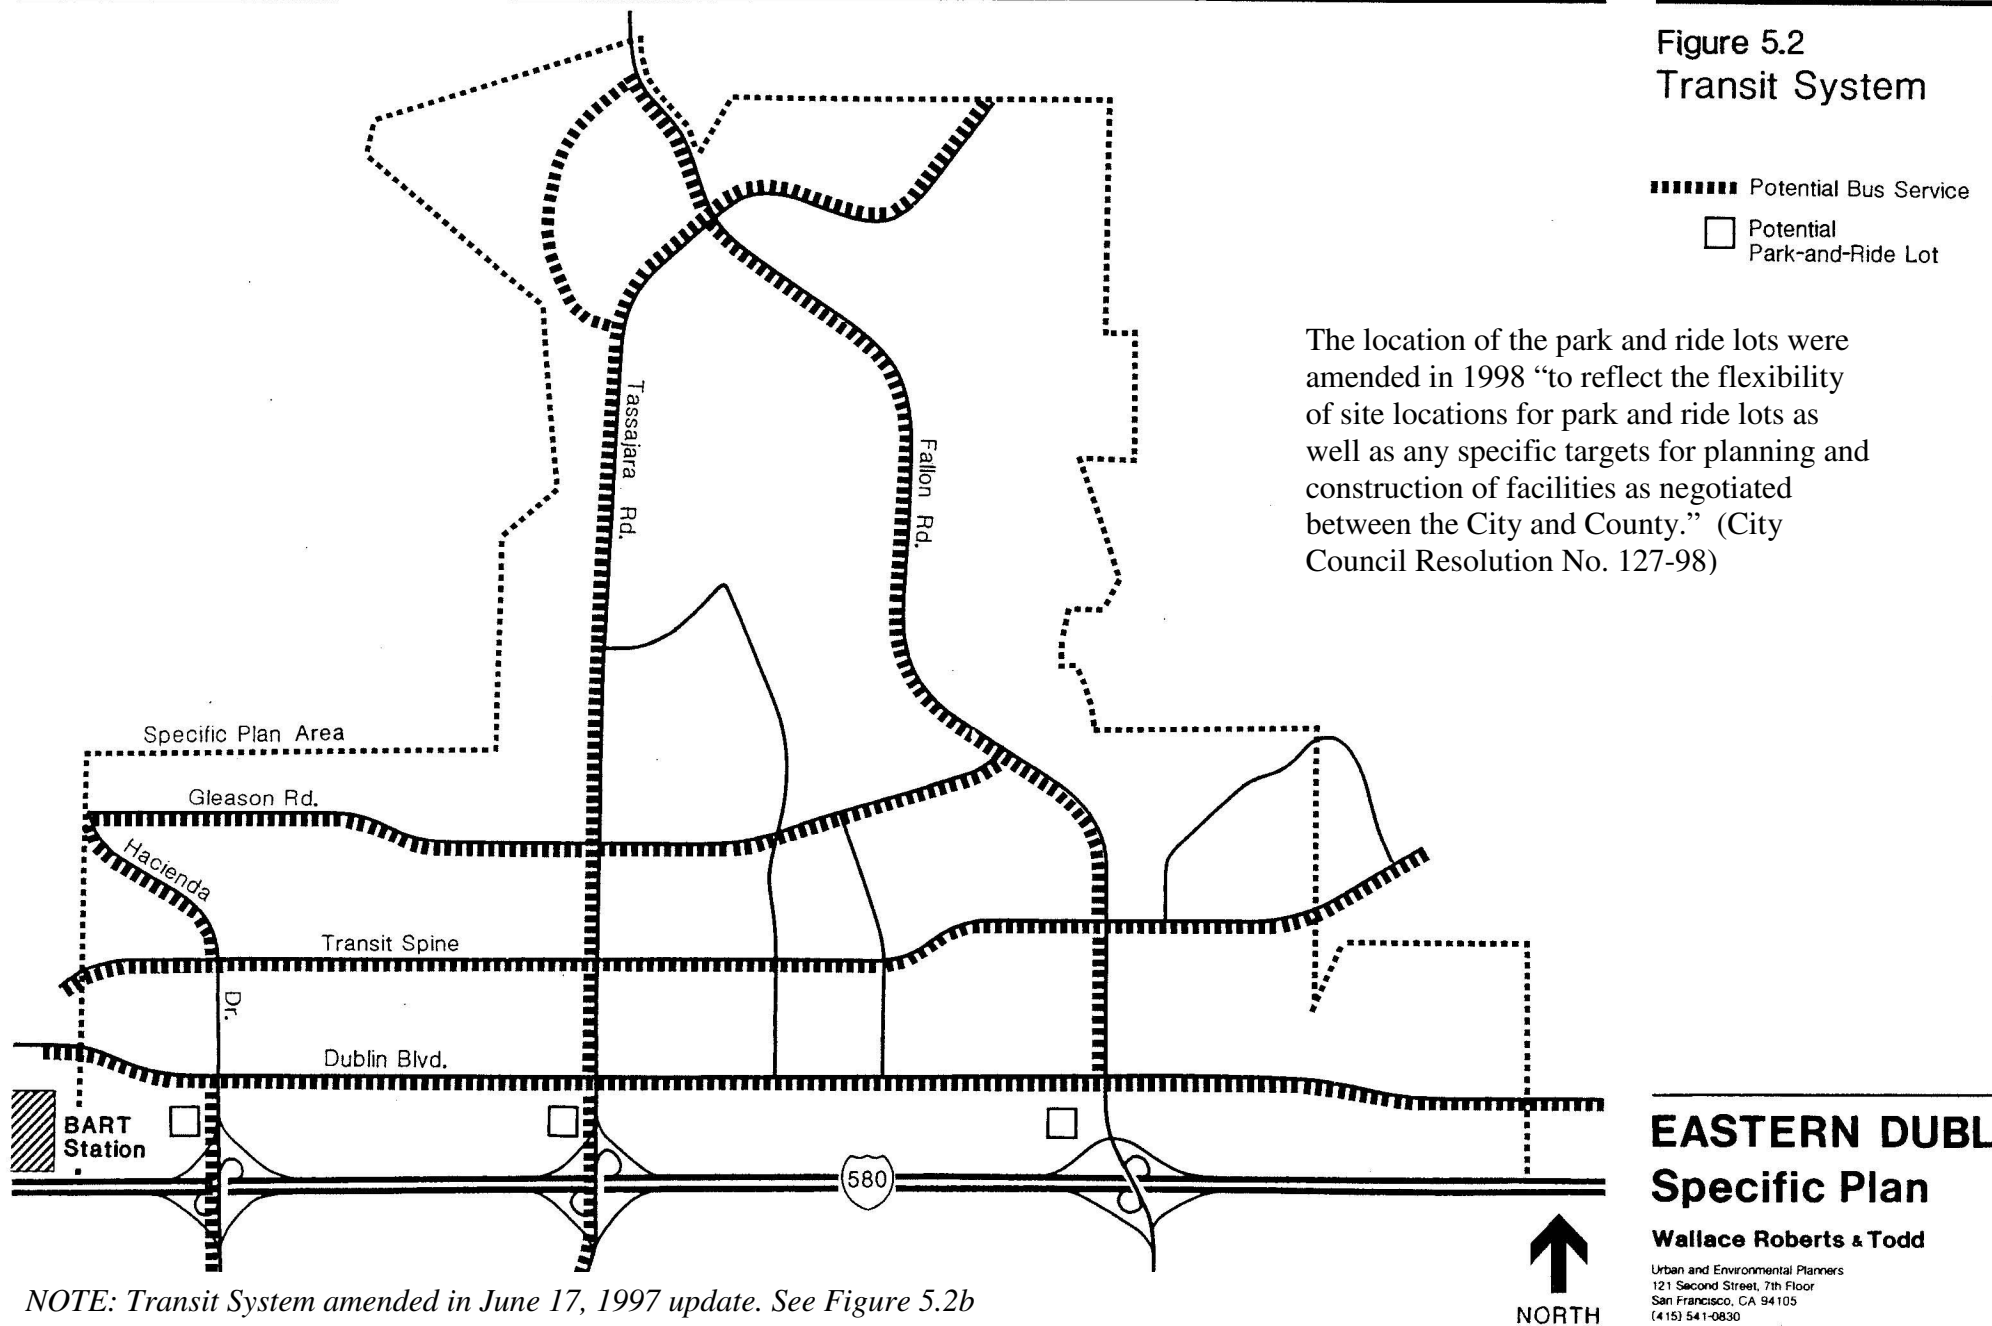 Figure 5.2
Transit System
Potential Bus Service
Potential
Park-and-Ride Lot
The location of the park and ride lots were
amended in 1998 “to reflect the flexibility
of site locations for park and ride lots as
well as any specific targets for planning and
construction of facilities as negotiated
between the City and County.” (City
Council Resolution No. 127-98)
Tassajara Rd.
Fallon Rd.
Specific Plan Area
Gleason Rd.
Hacienda
Dr.
Transit Spine
Dublin Blvd.
BART
Station
580
NORTH
EASTERN DUBL
Specific Plan
Wallace Roberts & Todd
Urban and Environmental Planners
121 Second Street, 7th Floor
San Francisco, CA 94105
(415) 541-0830
NOTE: Transit System amended in June 17, 1997 update. See Figure 5.2b